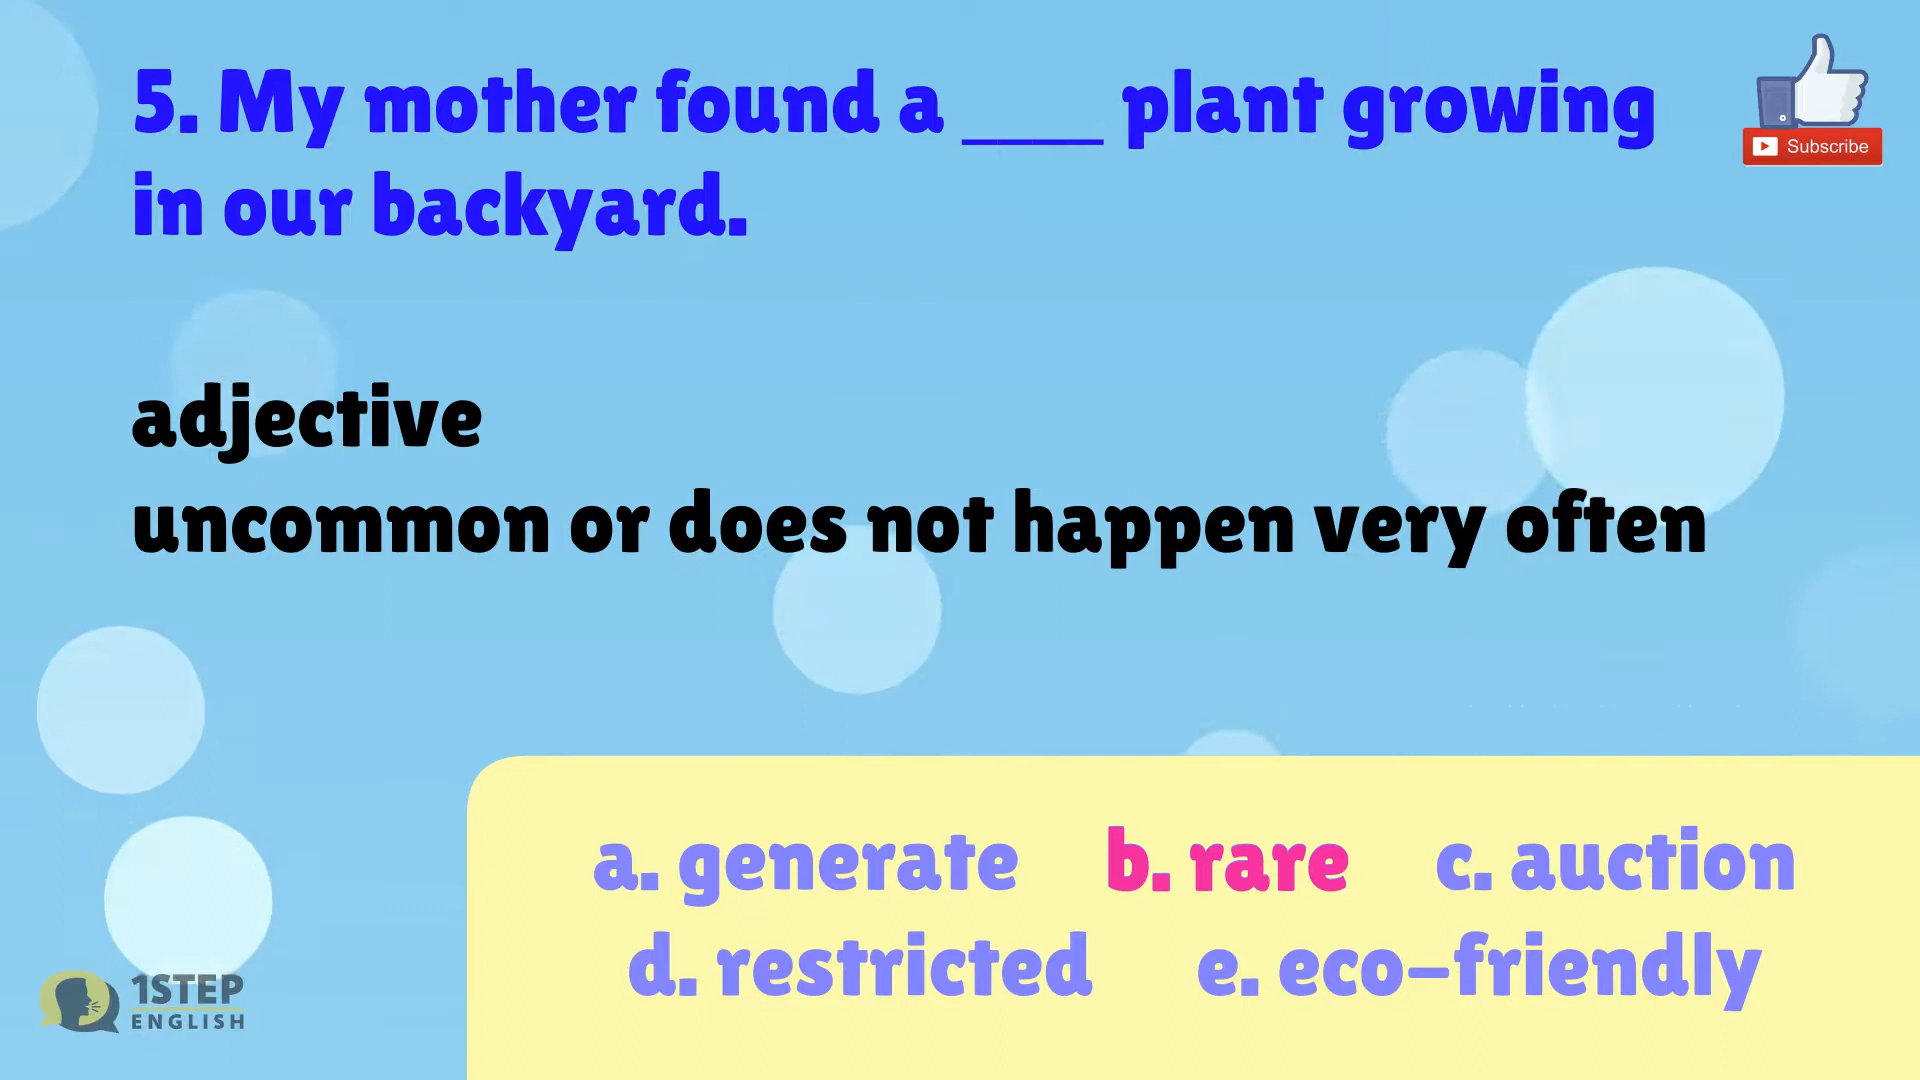 5. My mother found a ____ plant growing
in our backyard.
Subscribe
adjective
uncommon or does not happen very often
a. generate b. rare c. auction
d. restricted e. eco-friendly
1STEP
ENGLISH